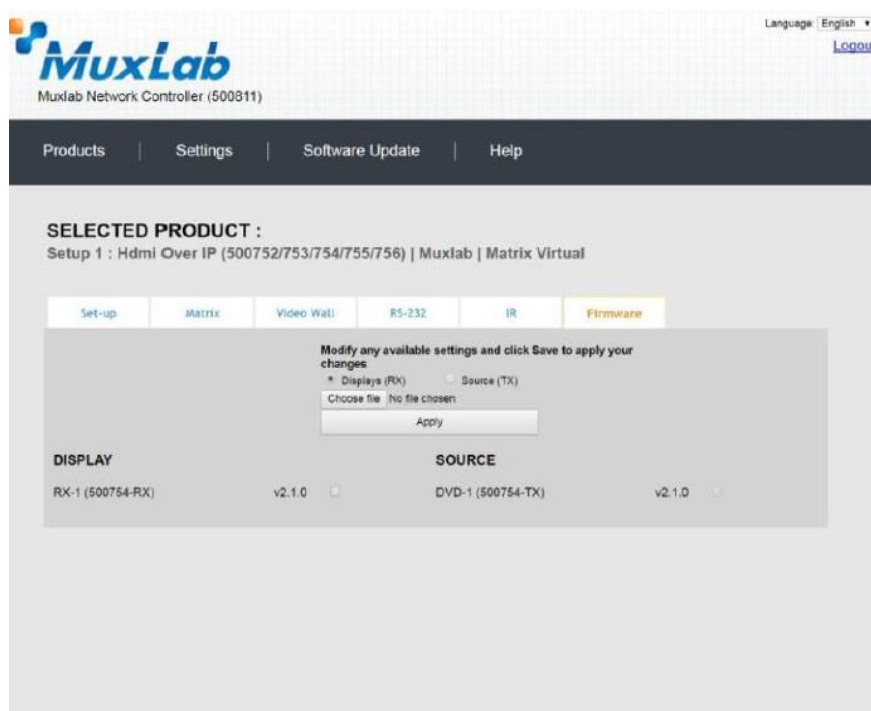 Language: English
Logou
MuxLab
Muxlab Network Controller (500811)
Products | Settings | Software Update | Help
SELECTED PRODUCT :
Setup 1 : Hdmi Over IP (500752/753/754/755/756) | Muxlab | Matrix Virtual
Set-up Matrix Video Wall RS-232 IR Firmware
Modify any available settings and click Save to apply your
changes
Displays (RX) Source (TX)
Choose file No file chosen
Apply
DISPLAY SOURCE
RX-1 (500754-RX) v2.1.0 DVD-1 (500754-TX) v2.1.0